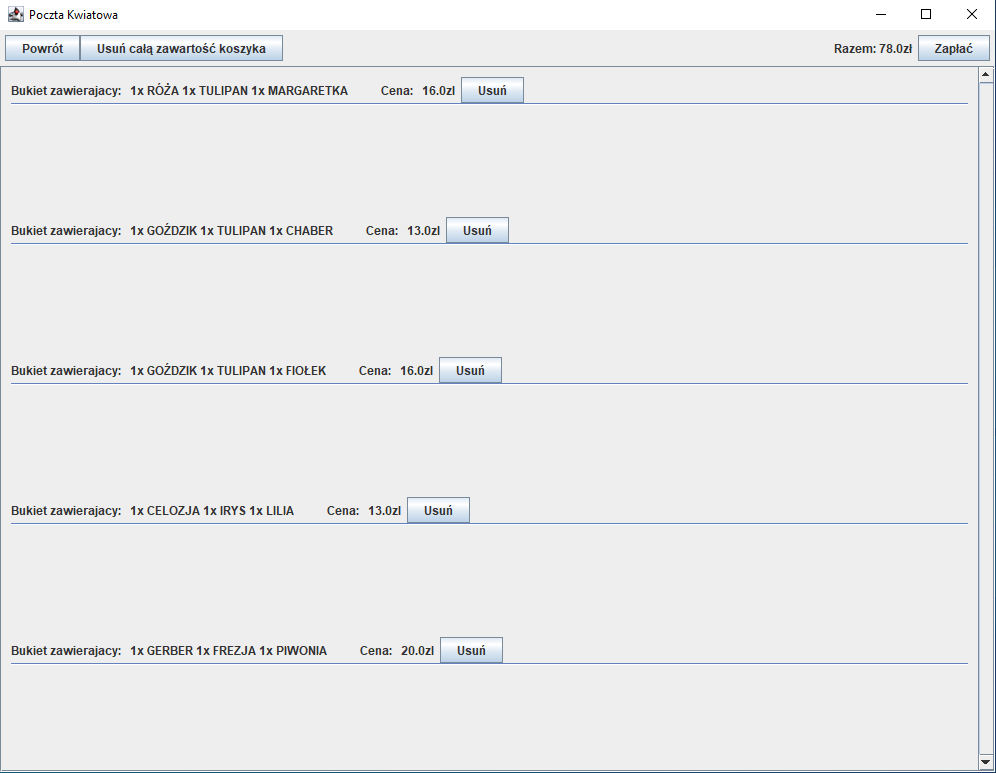 Poczta Kwiatowa
Powrót Usuń całą zawartość koszyka Razem: 78.0zł Zapłać
Bukiet zawierajacy: 1x RÓŻA 1x TULIPAN 1x MARGARETKA Cena: 16.0zl Usuń
Bukiet zawierajacy: 1x GOŹDZIK 1x TULIPAN 1x CHABER Cena: 13.0zl Usuń
Bukiet zawierajacy: 1x GOŹDZIK 1x TULIPAN 1x FIOŁEK Cena: 16.0zl Usuń
Bukiet zawierajacy: 1x CELOZJA 1x IRYS 1x LILIA Cena: 13.0zl Usuń
Bukiet zawierajacy: 1x GERBER 1x FREZJA 1x PIWONIA Cena: 20.0zl Usuń